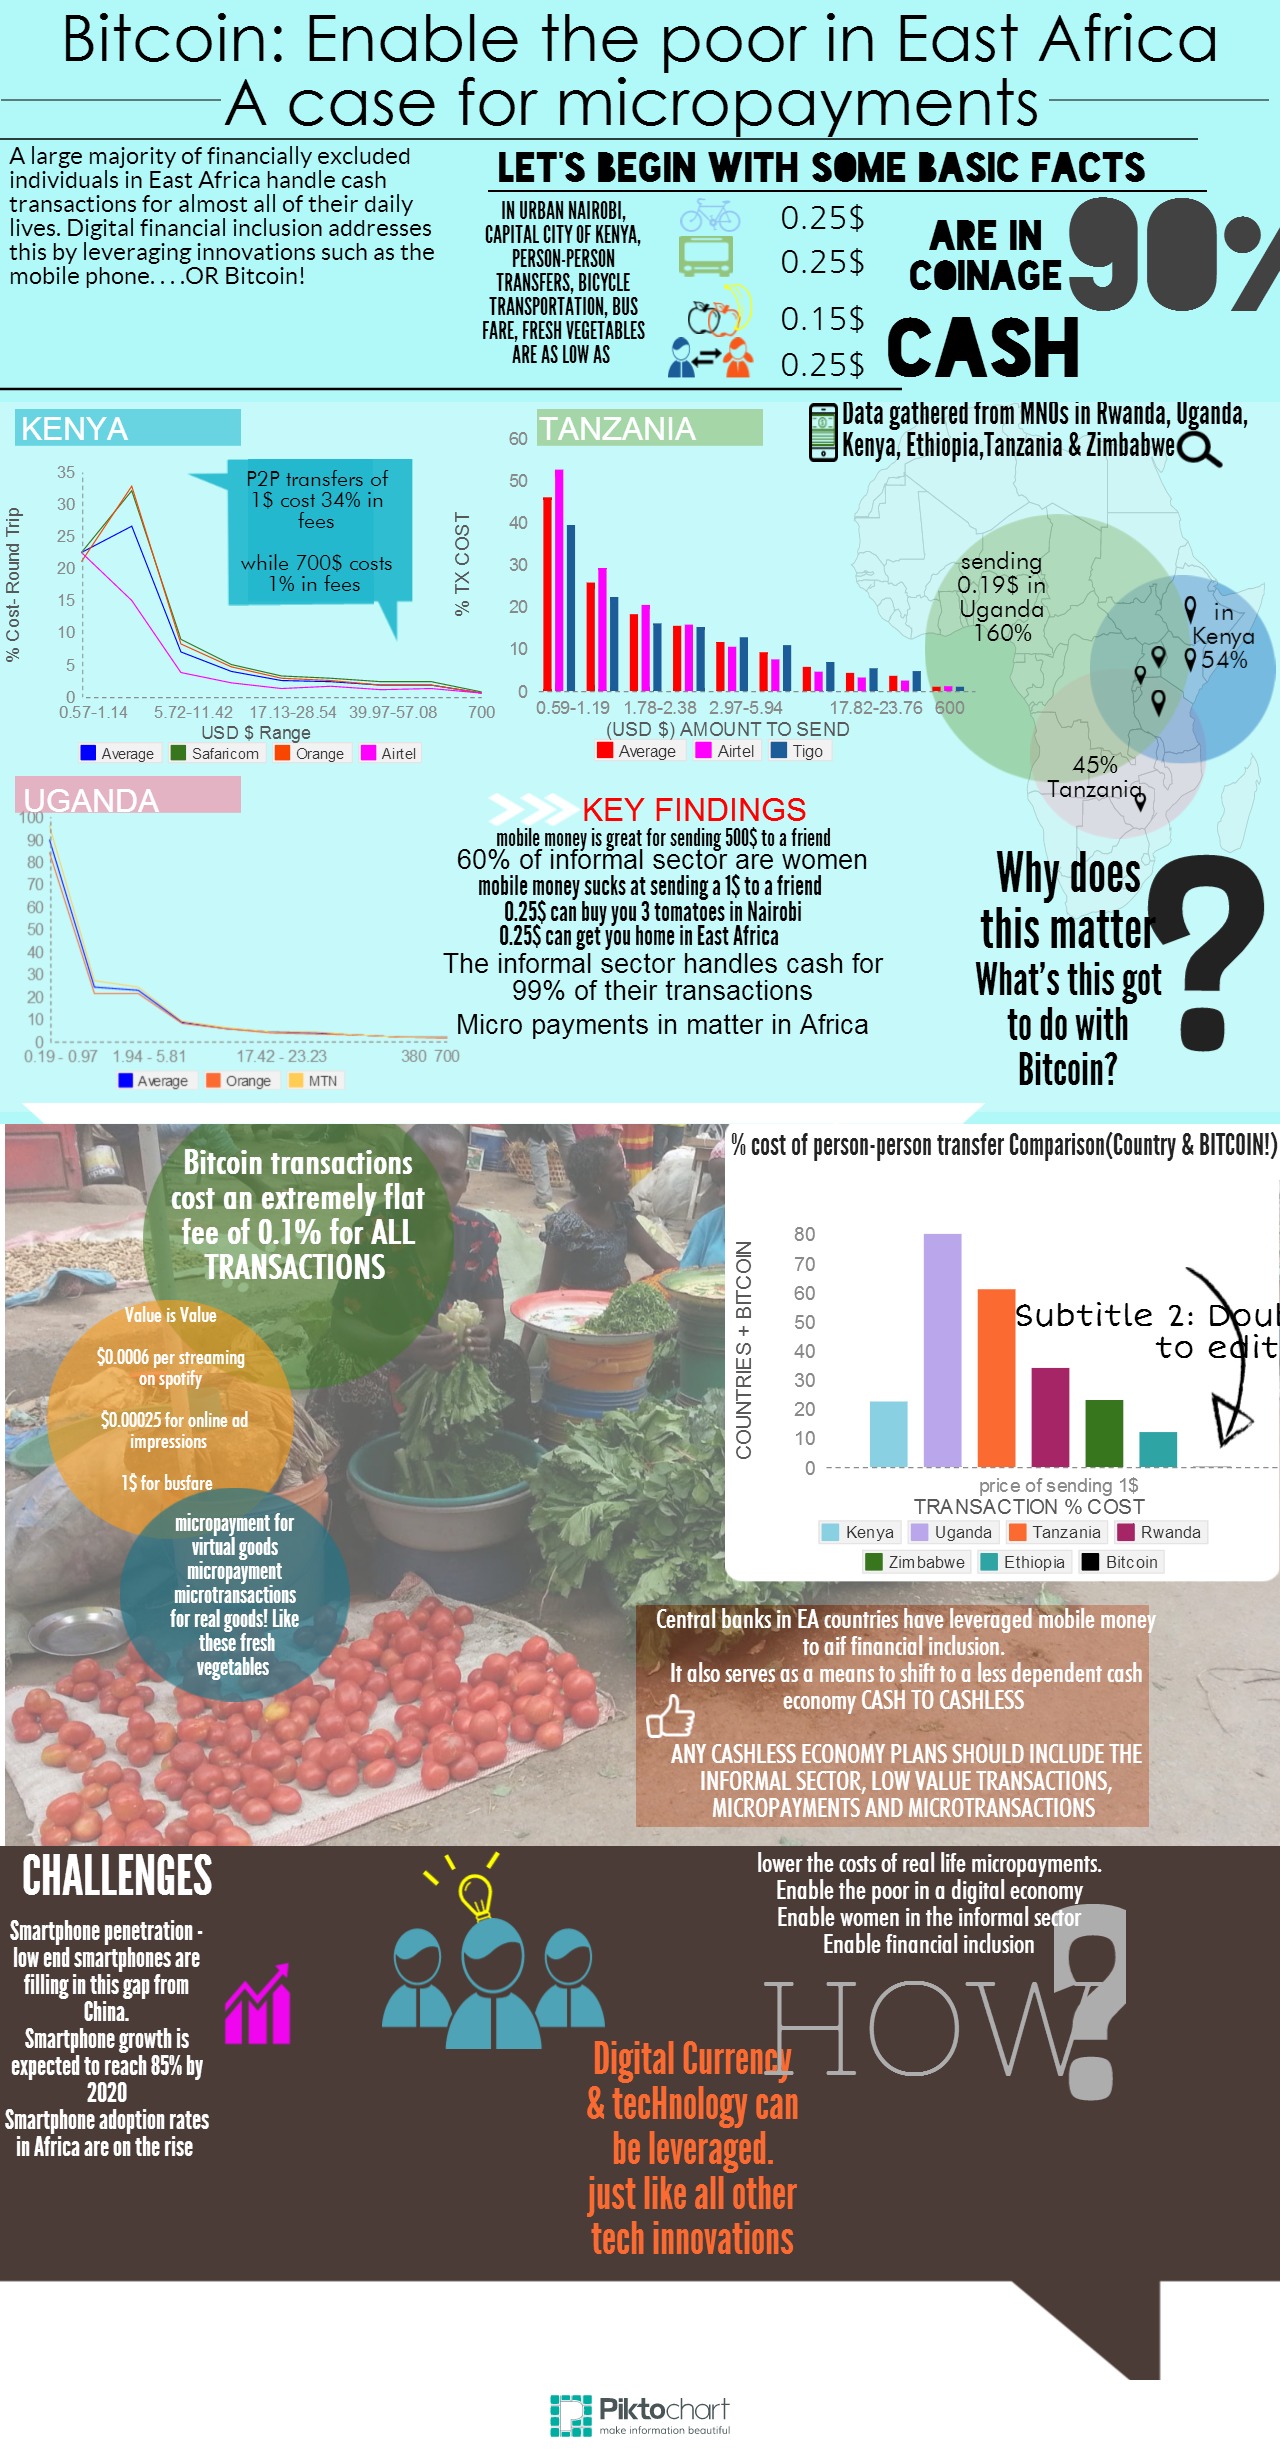 Bitcoin: Enable the poor in East Africa
A case for micropayments
A large majority of financially excluded
individuals in East Africa handle cash
transactions for almost all of their daily
lives. Digital financial inclusion addresses
this by leveraging innovations such as the
mobile phone. . . .OR Bitcoin!
LET'S BEGIN WITH SOME BASIC FACTS
IN URBAN NAIROBI,
CAPITAL CITY OF KENYA,
PERSON-PERSON
TRANSFERS, BICYCLE
TRANSPORTATION, BUS
FARE, FRESH VEGETABLES
ARE AS LOW AS
0.25$
0.25$
0.15$
0.25$
ARE IN
COINAGE
90%
CASH
KENYA
% Cost- Round Trip
35
30
25
20
15
10
5
0
0.57-1.14 5.72-11.42 17.13-28.54 39.97-57.08 700
USD $ Range
Average Safaricom Orange Airtel
P2P transfers of
1$ cost 34% in
fees
while 700$ costs
1% in fees
TANZANIA
% TX COST
60
50
40
30
20
10
0
0.59-1.19 1.78-2.38 2.97-5.94 17.82-23.76 600
(USD $) AMOUNT TO SEND
Average Airtel Tigo
Data gathered from MNOs in Rwanda, Uganda,
Kenya, Ethiopia,Tanzania & Zimbabwe
sending
0.19$ in
Uganda
160%
in
Kenya
54%
45%
Tanzania
UGANDA
100
90
80
70
60
50
40
30
20
10
0
0.19 - 0.97 1.94 - 5.81 17.42 - 23.23 380 700
Average Orange MTN
KEY FINDINGS
mobile money is great for sending 500$ to a friend
60% of informal sector are women
mobile money sucks at sending a 1$ to a friend
0.25$ can buy you 3 tomatoes in Nairobi
0.25$ can get you home in East Africa
The informal sector handles cash for
99% of their transactions
Micro payments in matter in Africa
Why does
this matter
What's this got
to do with
Bitcoin?
?
Bitcoin transactions
cost an extremely flat
fee of 0.1% for ALL
TRANSACTIONS
Value is Value
$0.0006 per streaming
on spotify
$0.00025 for online ad
impressions
1$ for busfare
micropayment for
virtual goods
micropayment
microtransactions
for real goods! Like
these fresh
vegetables
% cost of person-person transfer Comparison(Country & BITCOIN!)
COUNTRIES + BITCOIN
80
70
60
50
40
30
20
10
0
Subtitle 2: Doul
to edit
price of sending 1$
TRANSACTION % COST
Kenya Uganda Tanzania Rwanda
Zimbabwe Ethiopia Bitcoin
Central banks in EA countries have leveraged mobile money
to aif financial inclusion.
It also serves as a means to shift to a less dependent cash
economy CASH TO CASHLESS
ANY CASHLESS ECONOMY PLANS SHOULD INCLUDE THE
INFORMAL SECTOR, LOW VALUE TRANSACTIONS,
MICROPAYMENTS AND MICROTRANSACTIONS
CHALLENGES
Smartphone penetration -
low end smartphones are
filling in this gap from
China.
Smartphone growth is
expected to reach 85% by
2020
Smartphone adoption rates
in Africa are on the rise
lower the costs of real life micropayments.
Enable the poor in a digital economy
Enable women in the informal sector
Enable financial inclusion
HOW?
Digital Currency
& tecHnology can
be leveraged.
just like all other
tech innovations
Piktochart
make information beautiful